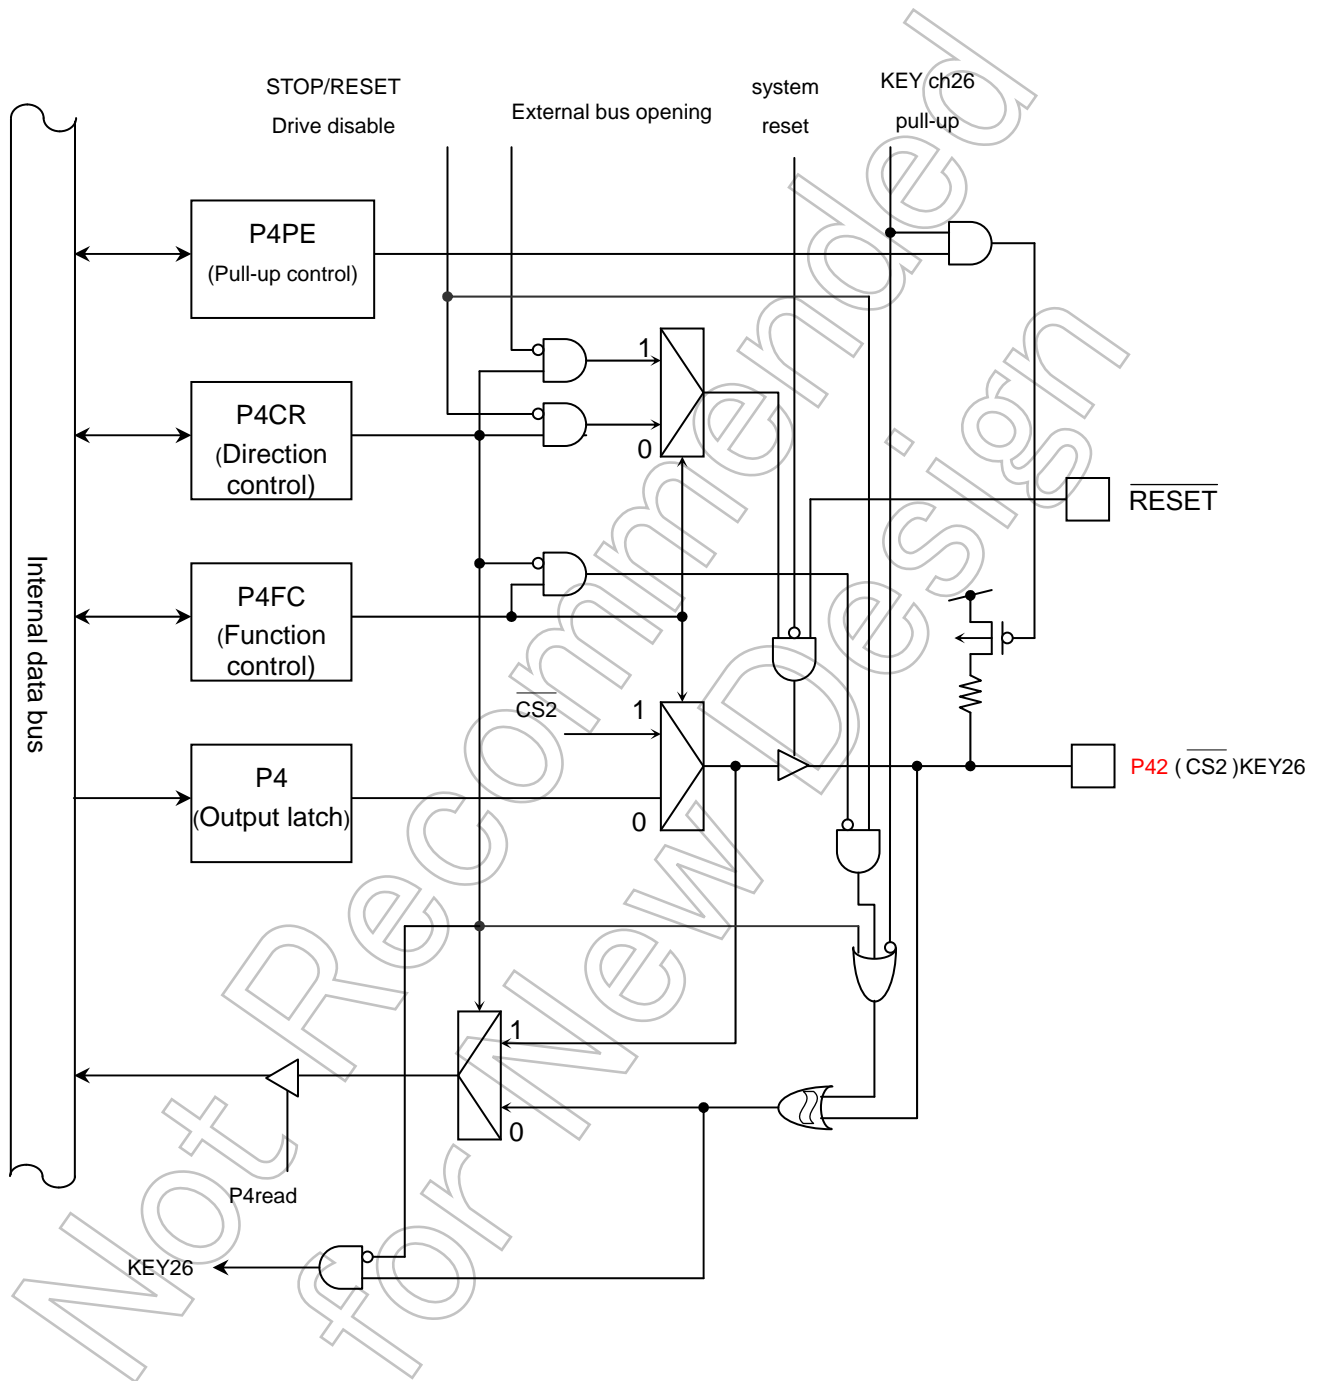 STOP/RESET
Drive disable
External bus opening
system
reset
KEY ch26
pull-up
P4PE
(Pull-up control)
1
P4CR
(Direction
control)
0
RESET
Internal data bus
P4FC
(Function
control)
CS2
1
P4
(Output latch)
0
P42 (CS2)KEY26
1
0
P4read
KEY26
Not Recommended
for New Design